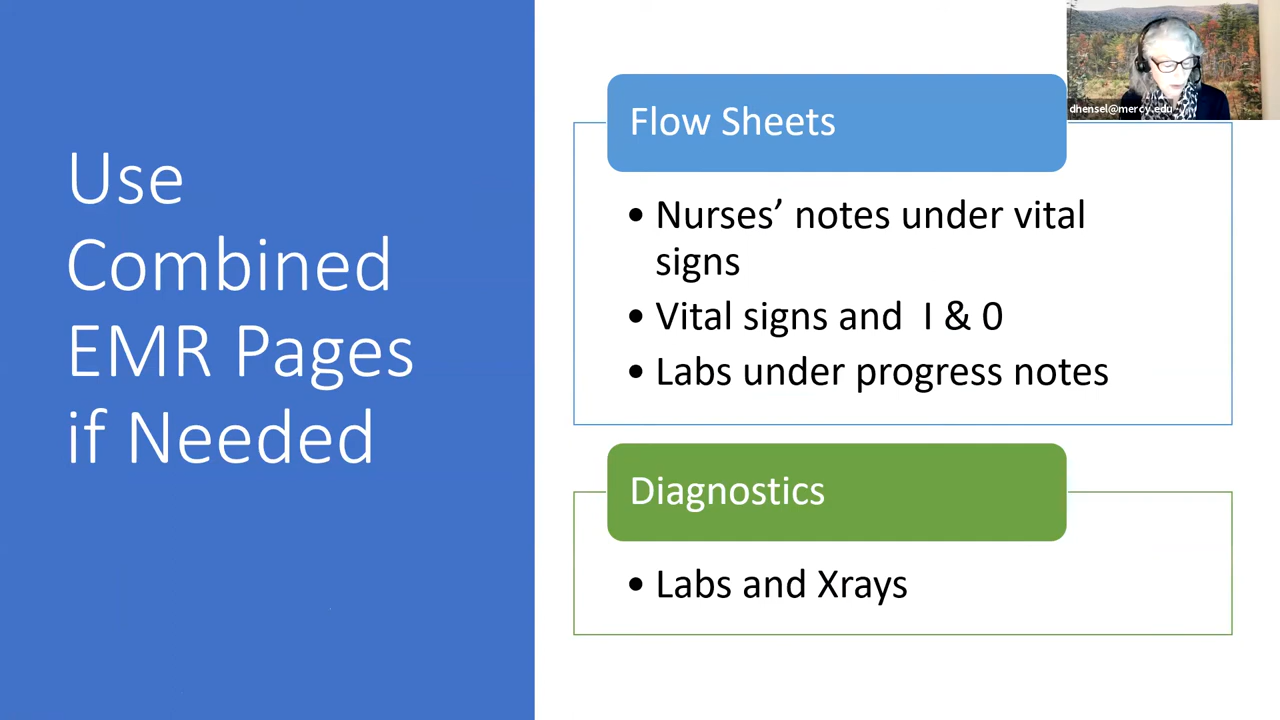 Use
Combined
EMR Pages
if Needed
Flow Sheets
• Nurses’ notes under vital
signs
• Vital signs and  I & 0
• Labs under progress notes
Diagnostics
• Labs and Xrays
dhensel@mercy.edu